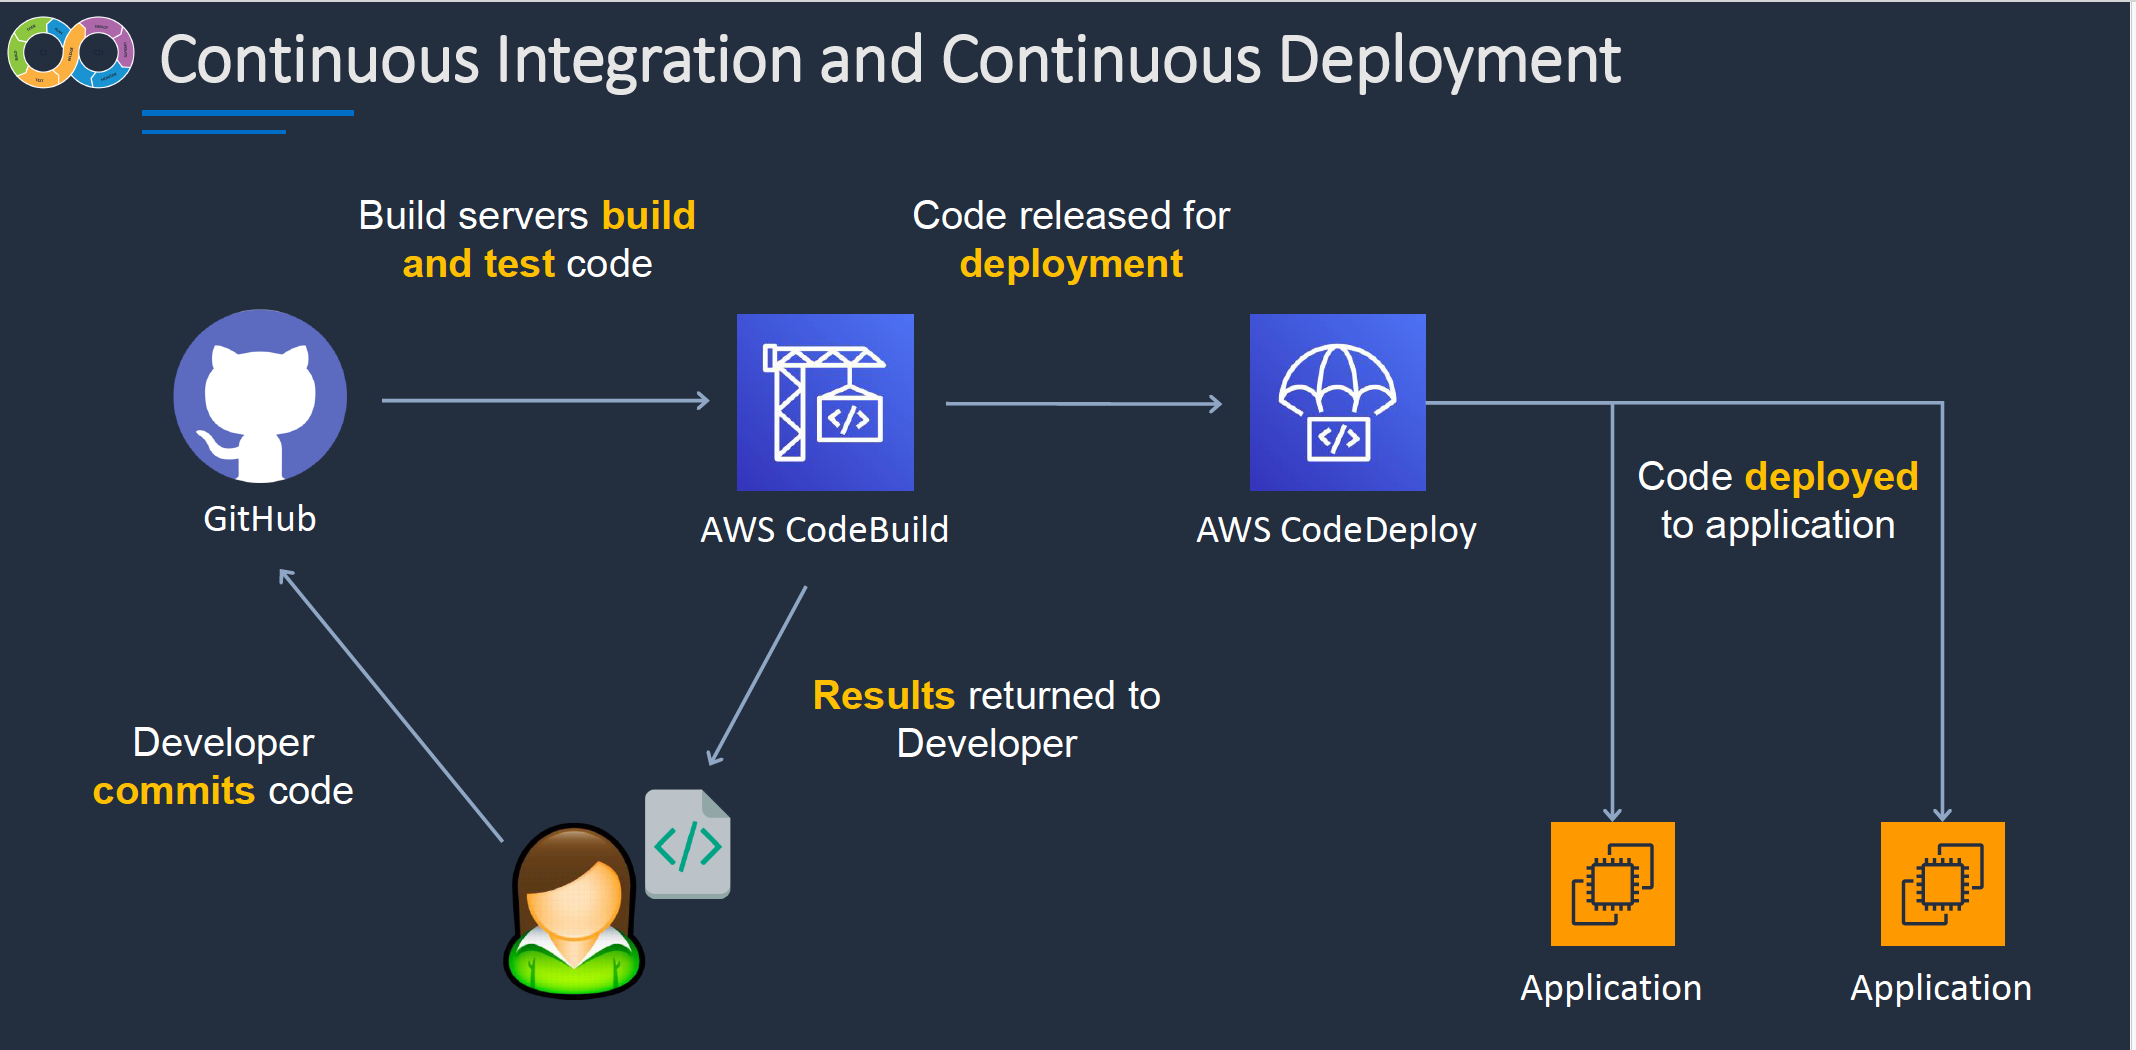 Continuous Integration and Continuous Deployment
Build servers build
and test code
Code released for
deployment
GitHub
AWS CodeBuild
AWS CodeDeploy
Code deployed
to application
Results returned to
Developer
Developer
commits code
Application
Application